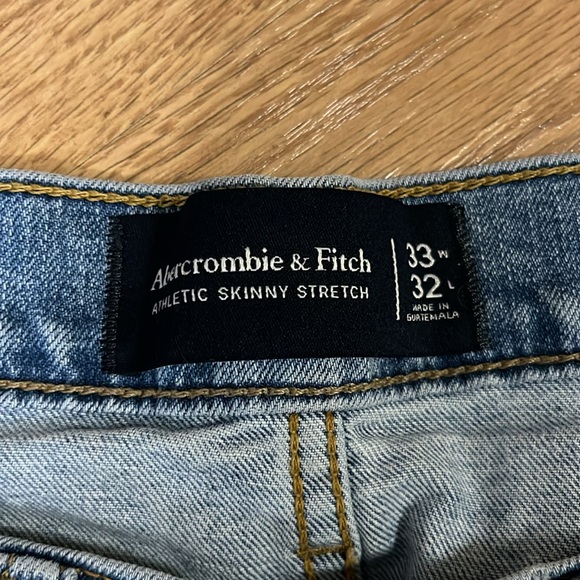 Abercrombie & Fitch
ATHLETIC SKINNY STRETCH
33 W
32 L
MADE IN
GUATEMALA